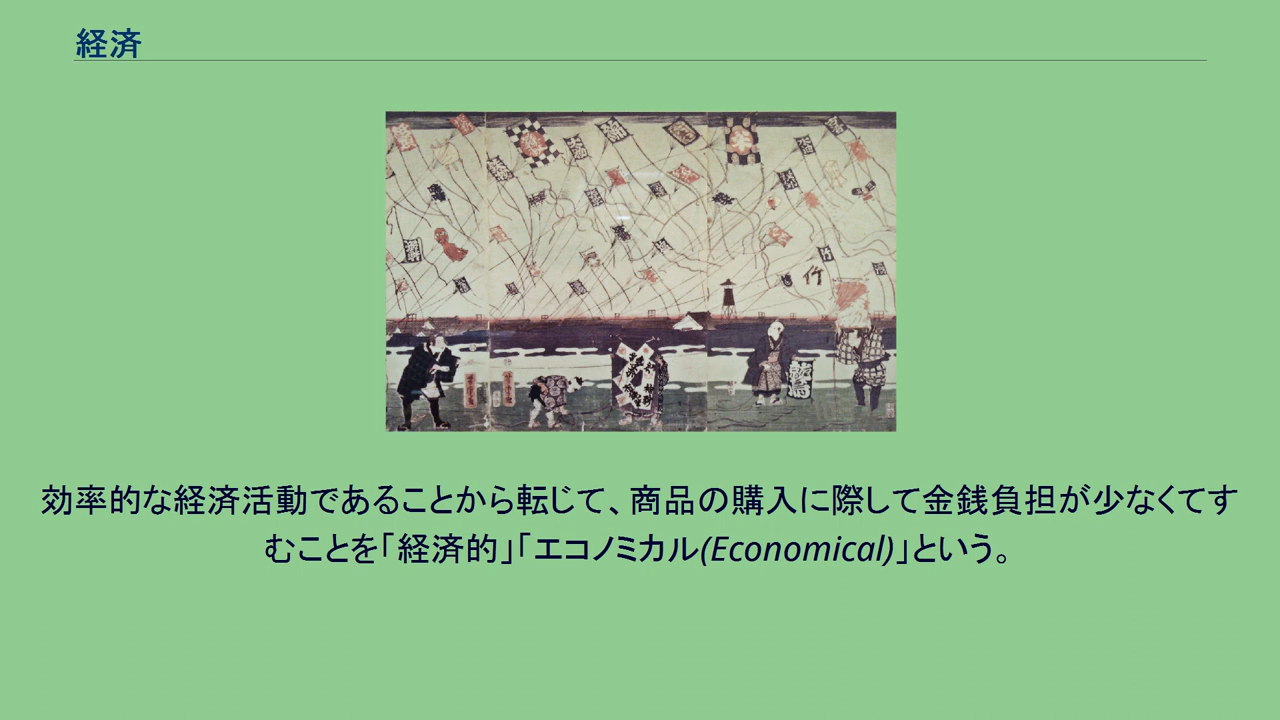 経済
竹
効率的な経済活動であることから転じて、商品の購入に際して金銭負担が少なくてす
むことを「経済的」「エコノミカル(Economical)」という。